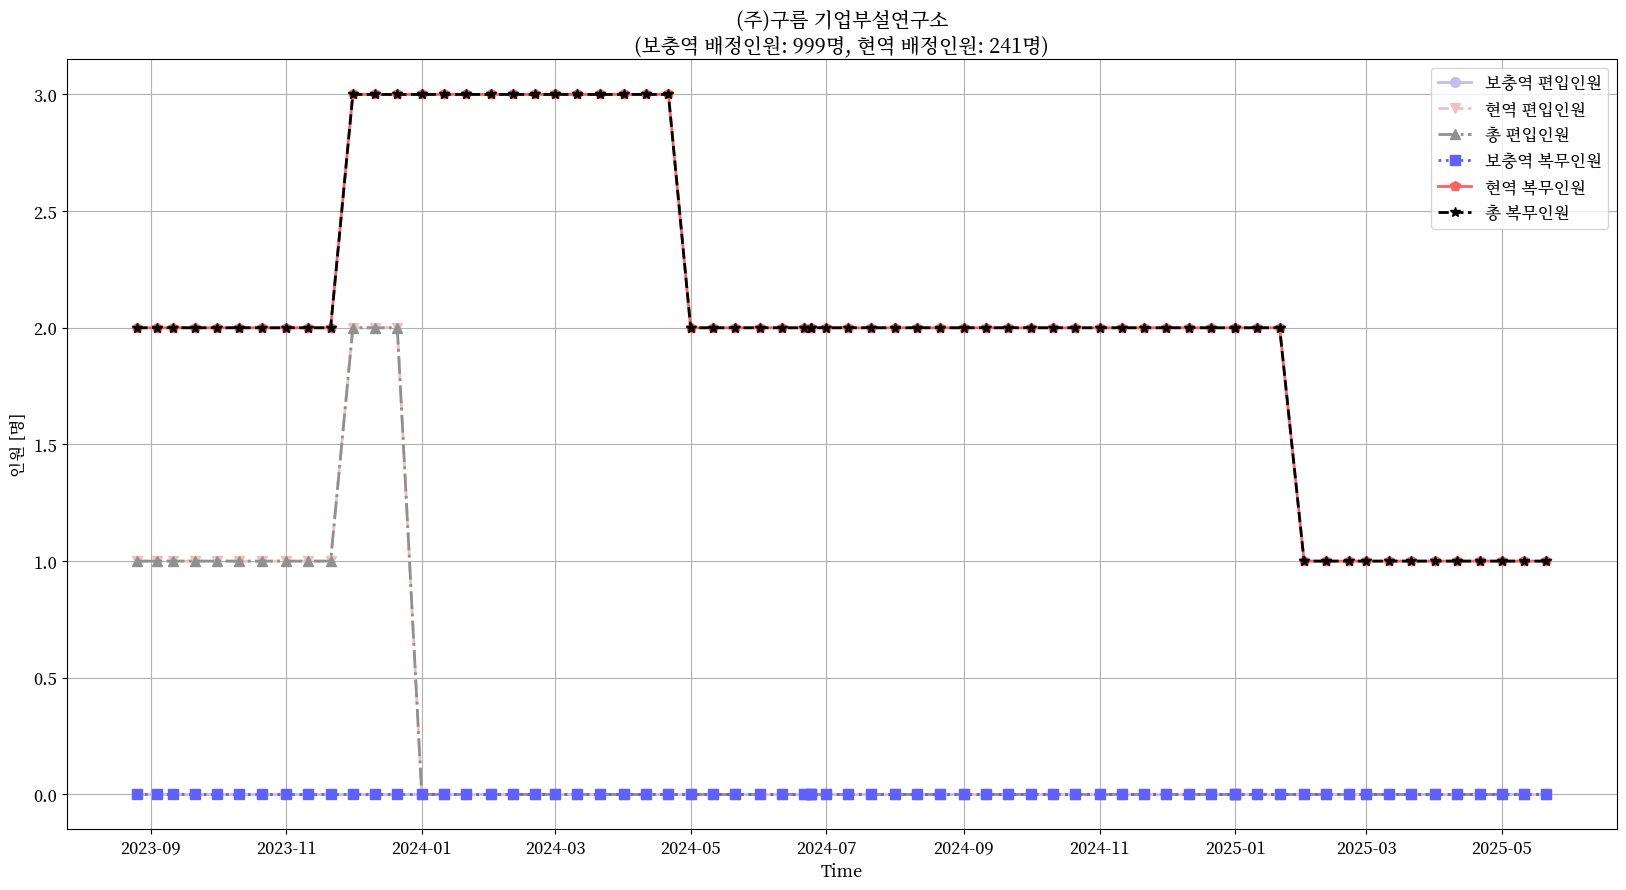 (주)구름 기업부설연구소
(보충역 배정인원: 999명, 현역 배정인원: 241명)
보충역 편입인원
현역 편입인원
총 편입인원
보충역 복무인원
현역 복무인원
총 복무인원
인원 [명]
3.0
2.5
2.0
1.5
1.0
0.5
0.0
2023-09 2023-11 2024-01 2024-03 2024-05 2024-07 2024-09 2024-11 2025-01 2025-03 2025-05
Time